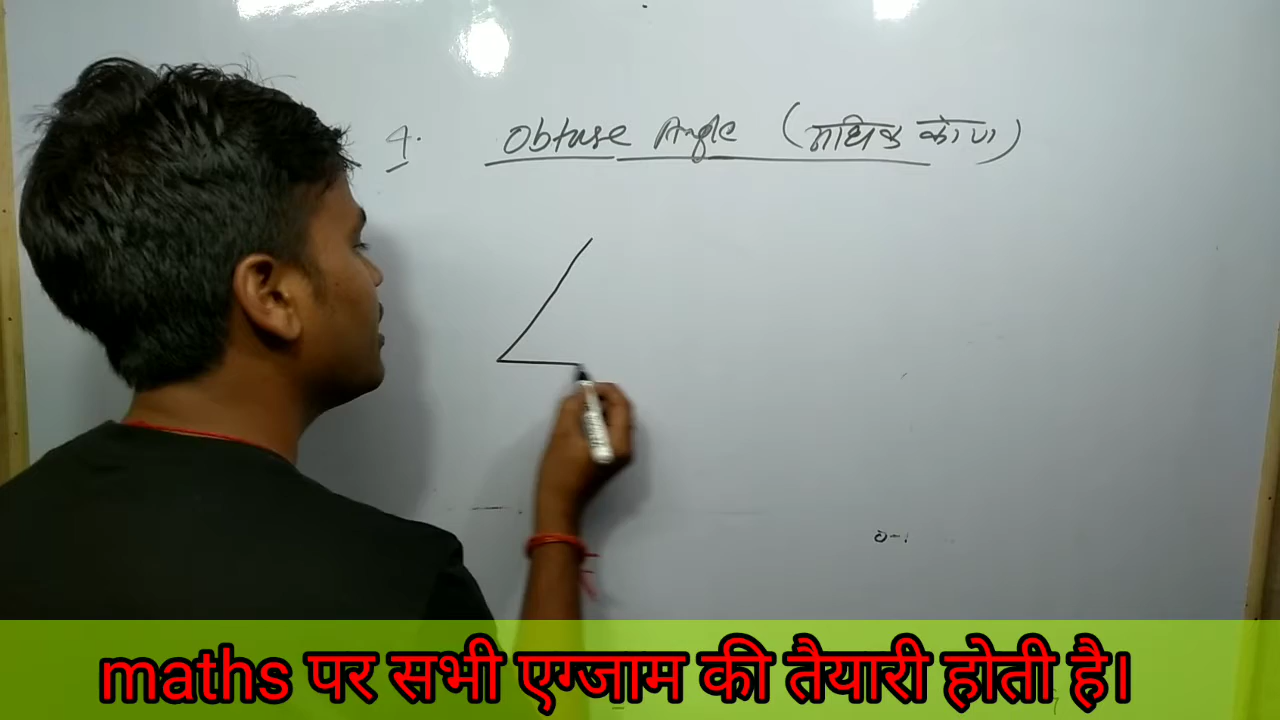 4. Obtuse Angle (अधिक कोण)
maths पर सभी एग्जाम की तैयारी होती है।